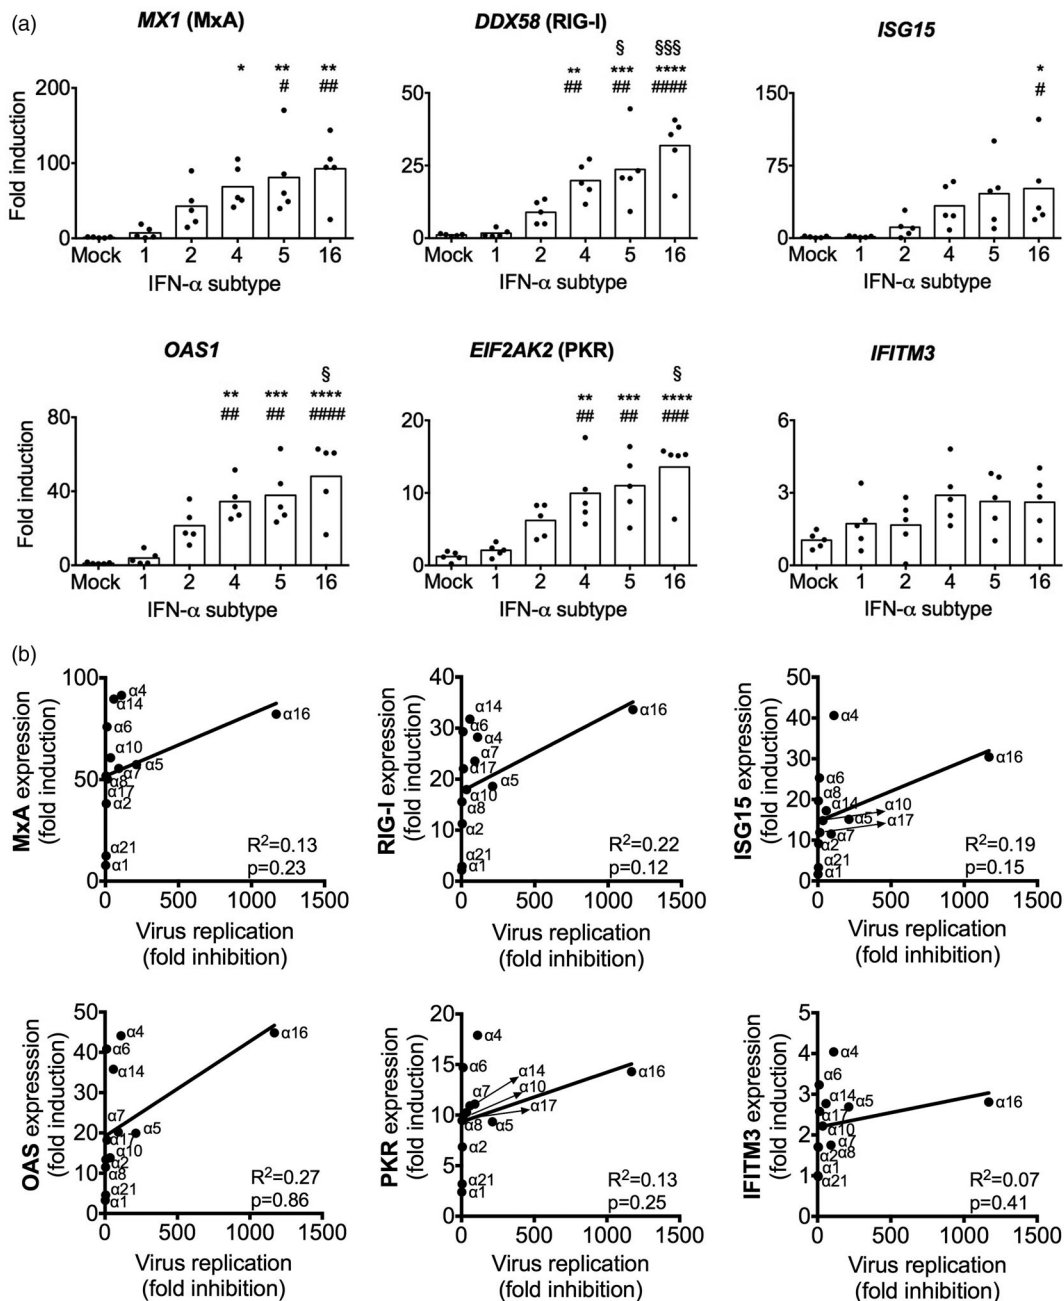 (a)
MX1 (MxA)
*
**
**
#
##
Fold induction
200
100
0
Mock 1 2 4 5 16
IFN-α subtype
DDX58 (RIG-I)
§
§§§
**
***
****
##
##
####
50
25
0
Mock 1 2 4 5 16
IFN-α subtype
ISG15
*
#
150
75
0
Mock 1 2 4 5 16
IFN-α subtype
OAS1
§
**
***
****
##
##
####
Fold induction
80
40
0
Mock 1 2 4 5 16
IFN-α subtype
EIF2AK2 (PKR)
§
**
***
****
##
##
###
20
10
0
Mock 1 2 4 5 16
IFN-α subtype
IFITM3
6
3
0
Mock 1 2 4 5 16
IFN-α subtype
(b)
MxA expression
(fold induction)
100
50
0
α4
α14
α6
α10
α5
α7
α8
α17
α2
α21
α1
α16
R²=0.13
p=0.23
0 500 1000 1500
Virus replication
(fold inhibition)
RIG-I expression
(fold induction)
40
30
20
10
0
α14
α6
α4
α7
α17
α10
α5
α8
α2
α21
α1
α16
R²=0.22
p=0.12
0 500 1000 1500
Virus replication
(fold inhibition)
ISG15 expression
(fold induction)
50
40
30
20
10
0
α4
α6
α8
α14
α10
α5
α17
α7
α2
α21
α1
α16
R²=0.19
p=0.15
0 500 1000 1500
Virus replication
(fold inhibition)
OAS expresssion
(fold induction)
50
40
30
20
10
0
α4
α6
α14
α7
α5
α17
α10
α2
α8
α21
α1
α16
R²=0.27
p=0.86
0 500 1000 1500
Virus replication
(fold inhibition)
PKR expression
(fold induction)
20
15
10
5
0
α4
α6
α14
α7
α10
α17
α8
α5
α2
α21
α1
α16
R²=0.13
p=0.25
0 500 1000 1500
Virus replication
(fold inhibition)
IFITM3 expression
(fold induction)
5
4
3
2
1
0
α4
α6
α14
α5
α17
α10
α7
α2
α8
α1
α21
α16
R²=0.07
p=0.41
0 500 1000 1500
Virus replication
(fold inhibition)